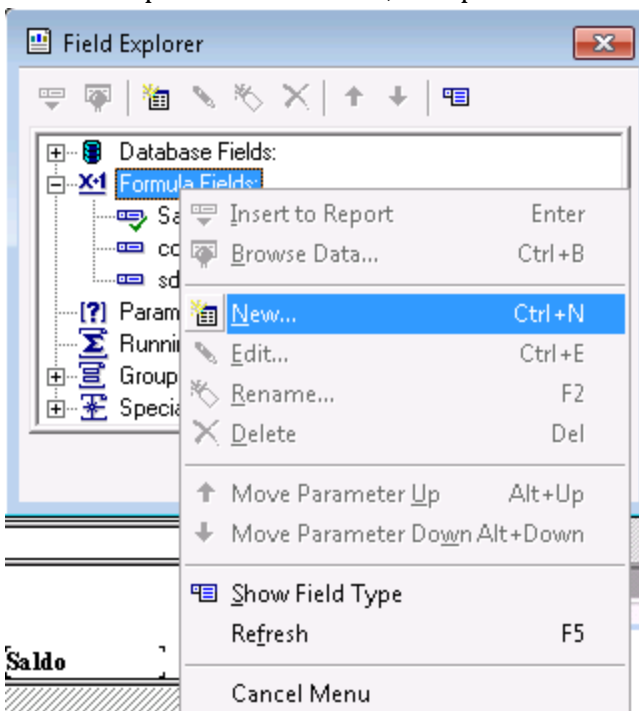 Field Explorer
Database Fields:
X+1 Formula Fields:
Sa
co
sd
[?] Param
Σ Runni
Group
Specia
Insert to Report Enter
Browse Data... Ctrl+B
New... Ctrl+N
Edit... Ctrl+E
Rename... F2
Delete Del
Move Parameter Up Alt+Up
Move Parameter Down Alt+Down
Show Field Type
Refresh F5
Cancel Menu
Saldo